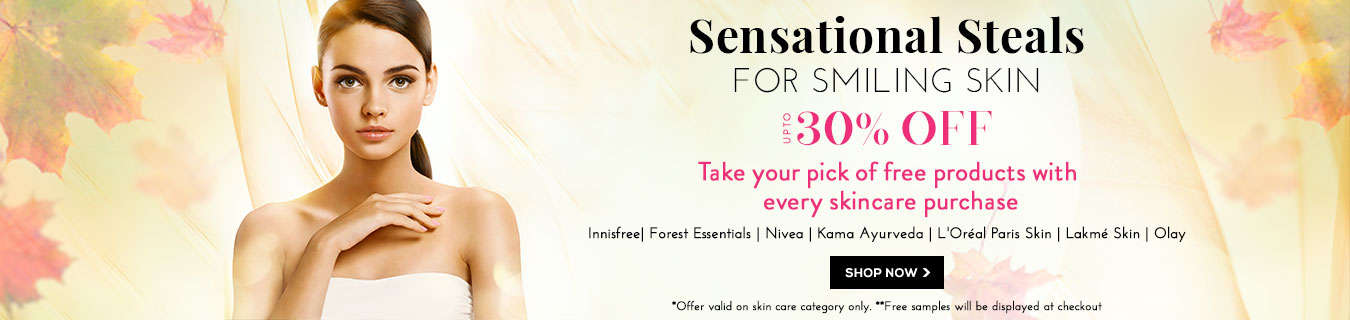 Sensational Steals
FOR SMILING SKIN
UPTO 30% OFF
Take your pick of free products with
every skincare purchase
Innisfree| Forest Essentials | Nivea | Kama Ayurveda | L'Oréal Paris Skin | Lakmé Skin | Olay
SHOP NOW >
*Offer valid on skin care category only. **Free samples will be displayed at checkout